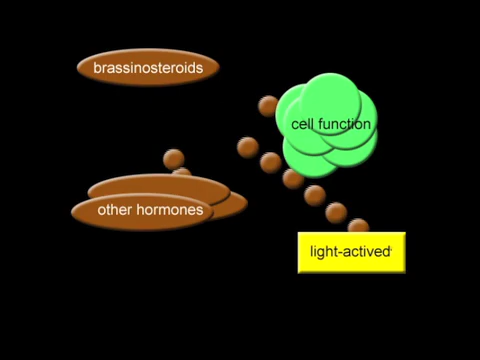 brassinosteroids
cell function
other hormones
light-actived